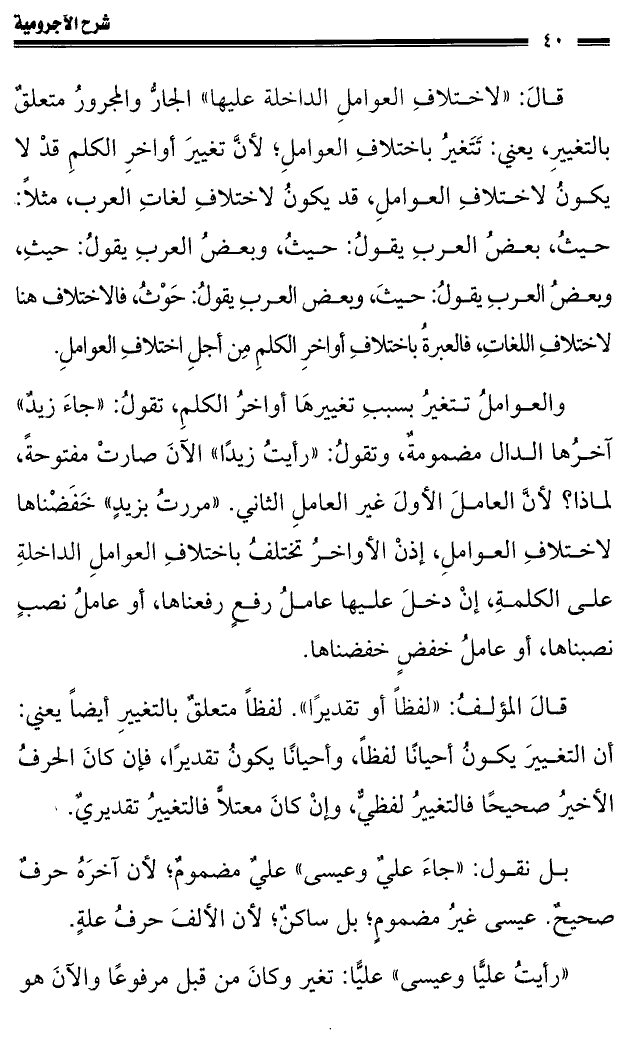 شرح الآجرومية
٤٠
قالَ: «لاختلافِ العواملِ الداخلة عليها» الجارُّ والمجرورُ متعلقٌ
بالتغييرِ، يعني: تَتَغيرُ باختلافِ العواملِ؛ لأنَّ تغييرَ أواخرِ الكلمِ قدْ لا
يكونُ لاختلافِ العواملِ، قد يكونُ لاختلافِ لغاتِ العرب، مثلاً:
حيثُ، بعضُ العربِ يقولُ: حيثُ، وبعضُ العربِ يقولُ: حيثِ،
وبعضُ العربِ يقولُ: حيثَ، وبعض العربِ يقولُ: حَوْثُ، فالاختلاف هنا
لاختلافِ اللغاتِ، فالعبرةُ باختلافِ أواخرِ الكلمِ مِن أجلِ اختلافِ العواملِ.
والعواملُ تتغيرُ بسببِ تغييرهَا أواخرُ الكلمِ، تقولُ: «جاءَ زيدٌ»
آخرُها الدال مضمومةٌ، وتقولُ: «رأيتُ زيدًا» الآنَ صارتْ مفتوحةً،
لماذا؟ لأنَّ العاملَ الأولَ غير العاملِ الثاني. «مررتُ بزيدٍ» خَفَضْناها
لاختلافِ العواملِ، إذنْ الأواخرُ تختلفُ باختلافِ العواملِ الداخلةِ
على الكلمةِ، إنْ دخلَ عليها عاملُ رفعٍ رفعناها، أو عاملُ نصبٍ
نصبناها، أو عاملُ خفضٍ خفضناها.
قالَ المؤلفُ: «لفظاً أو تقديرًا». لفظاً متعلقٌ بالتغييرِ أيضاً يعني:
أن التغييرَ يكونُ أحيانًا لفظاً، وأحيانًا يكونُ تقديرًا، فإن كانَ الحرفُ
الأخيرُ صحيحًا فالتغييرُ لفظيٌّ، وإنْ كانَ معتلاًّ فالتغييرُ تقديريٌ.
بل نقول: «جاءَ عليٌ وعيسى» عليٌ مضمومٌ؛ لأن آخرَهُ حرفٌ
صحيحٌ. عيسى غيرُ مضمومٍ؛ بل ساكنٌ؛ لأن الألفَ حرفُ علةٍ.
«رأيتُ عليًّا وعيسى» عليًّا: تغير وكانَ من قبل مرفوعًا والآنَ هو